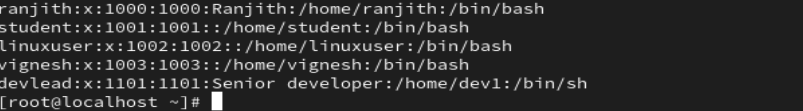 ranjith:x:1000:1000:Ranjith:/home/ranjith:/bin/bash
student:x:1001:1001::/home/student:/bin/bash
linuxuser:x:1002:1002::/home/linuxuser:/bin/bash
vignesh:x:1003:1003::/home/vignesh:/bin/bash
devlead:x:1101:1101:Senior developer:/home/dev1:/bin/sh
[root@localhost ~]#